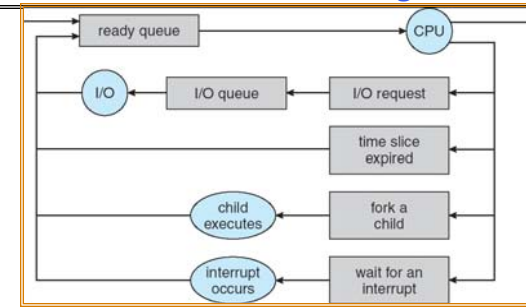 ready queue
CPU
I/O
I/O queue
I/O request
time slice
expired
child
executes
fork a
child
interrupt
occurs
wait for an
interrupt